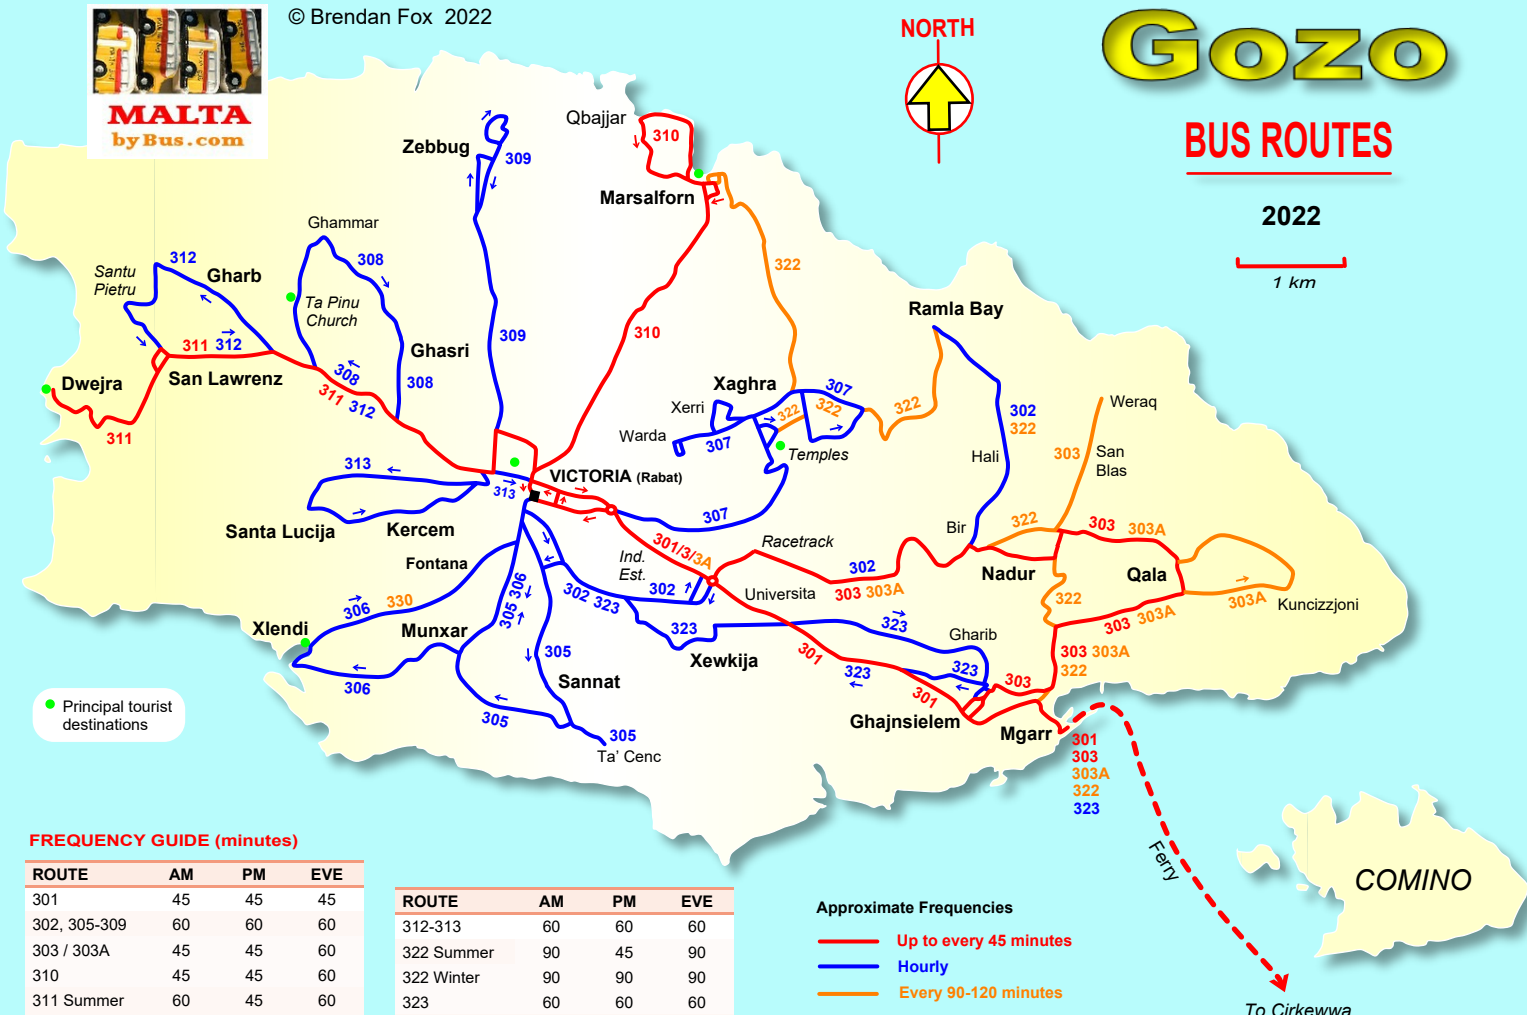 © Brendan Fox 2022
MALTA
byBus.com
NORTH
Gozo
BUS ROUTES
2022
1 km
Qbajjar
310
Zebbug
309
Marsalforn
Ghammar
312
308
Santu
Pietru
Gharb
Ta Pinu
Church
322
Ramla Bay
311 312
309
310
Ghasri
Dwejra
San Lawrenz
308
308
311 312
311
Xaghra
307
Xerri
322
322
322
Warda
307
Temples
302
322
Weraq
Hali
303
San
Blas
313
VICTORIA (Rabat)
313
Santa Lucija
Kercem
307
Bir
322
303 303A
Fontana
Ind.
Est.
301/3/3A
Racetrack
302
303 303A
Nadur
Qala
306 330
305 306
302 323
302
Universita
322
303 303A
303A
Kuncizzjoni
Xlendi
Munxar
323
Xewkija
323
Gharib
301
303 303A
322
306
305
Sannat
323
323
301
303
305
Ghajnsielem
Mgarr
305
Ta' Cenc
Principal tourist
destinations
301
303
303A
322
323
Ferry
COMINO
To Cirkewwa
FREQUENCY GUIDE (minutes)
ROUTE AM PM EVE
301 45 45 45
302, 305-309 60 60 60
303 / 303A 45 45 60
310 45 45 60
311 Summer 60 45 60
ROUTE AM PM EVE
312-313 60 60 60
322 Summer 90 45 90
322 Winter 90 90 90
323 60 60 60
Approximate Frequencies
Up to every 45 minutes
Hourly
Every 90-120 minutes